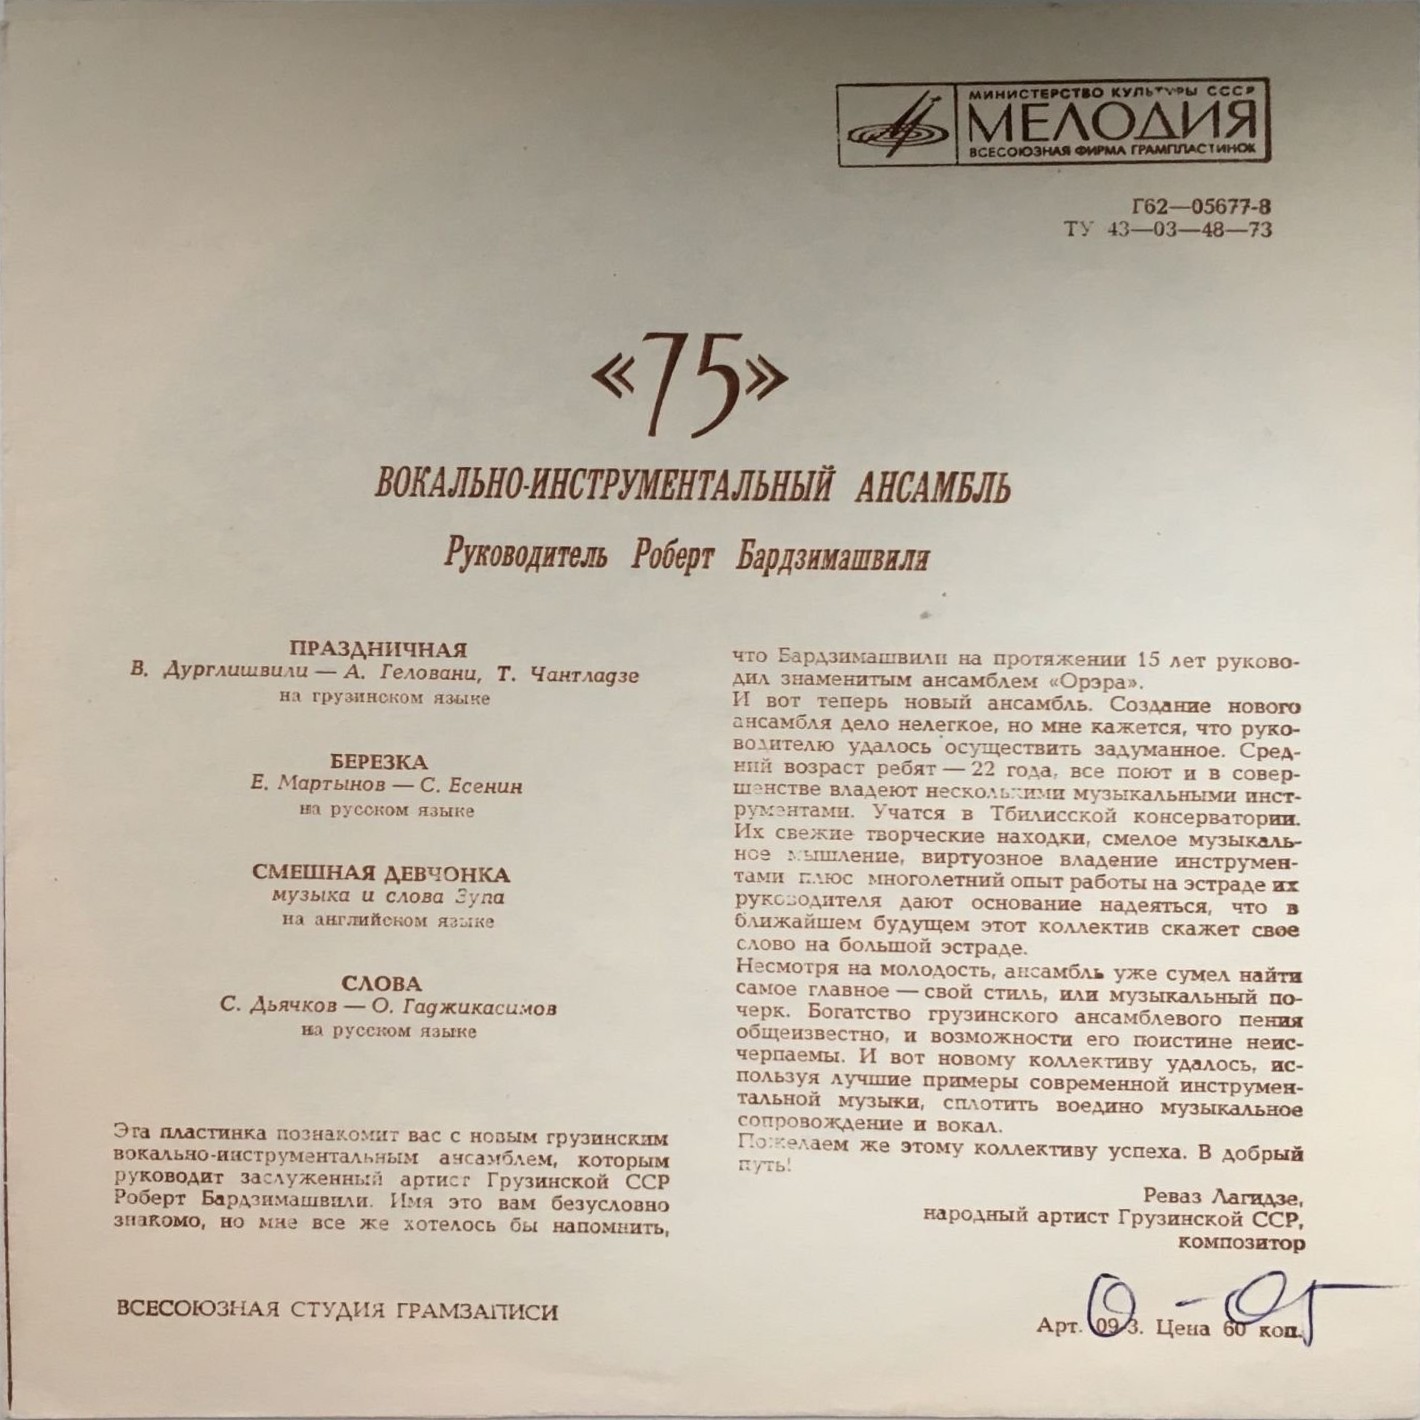 МИНИСТЕРСТВО КУЛЬТУРЫ СССР
МЕЛОДИЯ
ВСЕСОЮЗНАЯ ФИРМА ГРАМПЛАСТИНОК
Г62—05677-8
ТУ 43—03—48—73
«75»
ВОКАЛЬНО-ИНСТРУМЕНТАЛЬНЫЙ АНСАМБЛЬ
Руководитель Роберт Бардзимашвили
ПРАЗДНИЧНАЯ
В. Дурглишвили — А. Геловани, Т. Чантладзе
на грузинском языке
БЕРЕЗКА
Е. Мартынов — С. Есенин
на русском языке
СМЕШНАЯ ДЕВЧОНКА
музыка и слова Зупа
на английском языке
СЛОВА
С. Дьячков — О. Гаджикасимов
на русском языке
Эта пластинка познакомит вас с новым грузинским
вокально-инструментальным ансамблем, которым
руководит заслуженный артист Грузинской ССР
Роберт Бардзимашвили. Имя это вам безусловно
знакомо, но мне все же хотелось бы напомнить,
что Бардзимашвили на протяжении 15 лет руково-
дил знаменитым ансамблем «Орэра».
И вот теперь новый ансамбль. Создание нового
ансамбля дело нелегкое, но мне кажется, что руко-
водителю удалось осуществить задуманное. Сред-
ний возраст ребят — 22 года, все поют и в совер-
шенстве владеют несколькими музыкальными инст-
рументами. Учатся в Тбилисской консерватории.
Их свежие творческие находки, смелое музыкаль-
ное мышление, виртуозное владение инструмен-
тами плюс многолетний опыт работы на эстраде их
руководителя дают основание надеяться, что в
ближайшем будущем этот коллектив скажет свое
слово на большой эстраде.
Несмотря на молодость, ансамбль уже сумел найти
самое главное — свой стиль, или музыкальный по-
черк. Богатство грузинского ансамблевого пения
общеизвестно, и возможности его поистине неис-
черпаемы. И вот новому коллективу удалось, ис-
пользуя лучшие примеры современной инструмен-
тальной музыки, сплотить воедино музыкальное
сопровождение и вокал.
Пожелаем же этому коллективу успеха. В добрый
путь!
Реваз Лагидзе,
народный артист Грузинской ССР,
композитор
ВСЕСОЮЗНАЯ СТУДИЯ ГРАМЗАПИСИ
0-05
Арт. 09-3. Цена 60 коп.